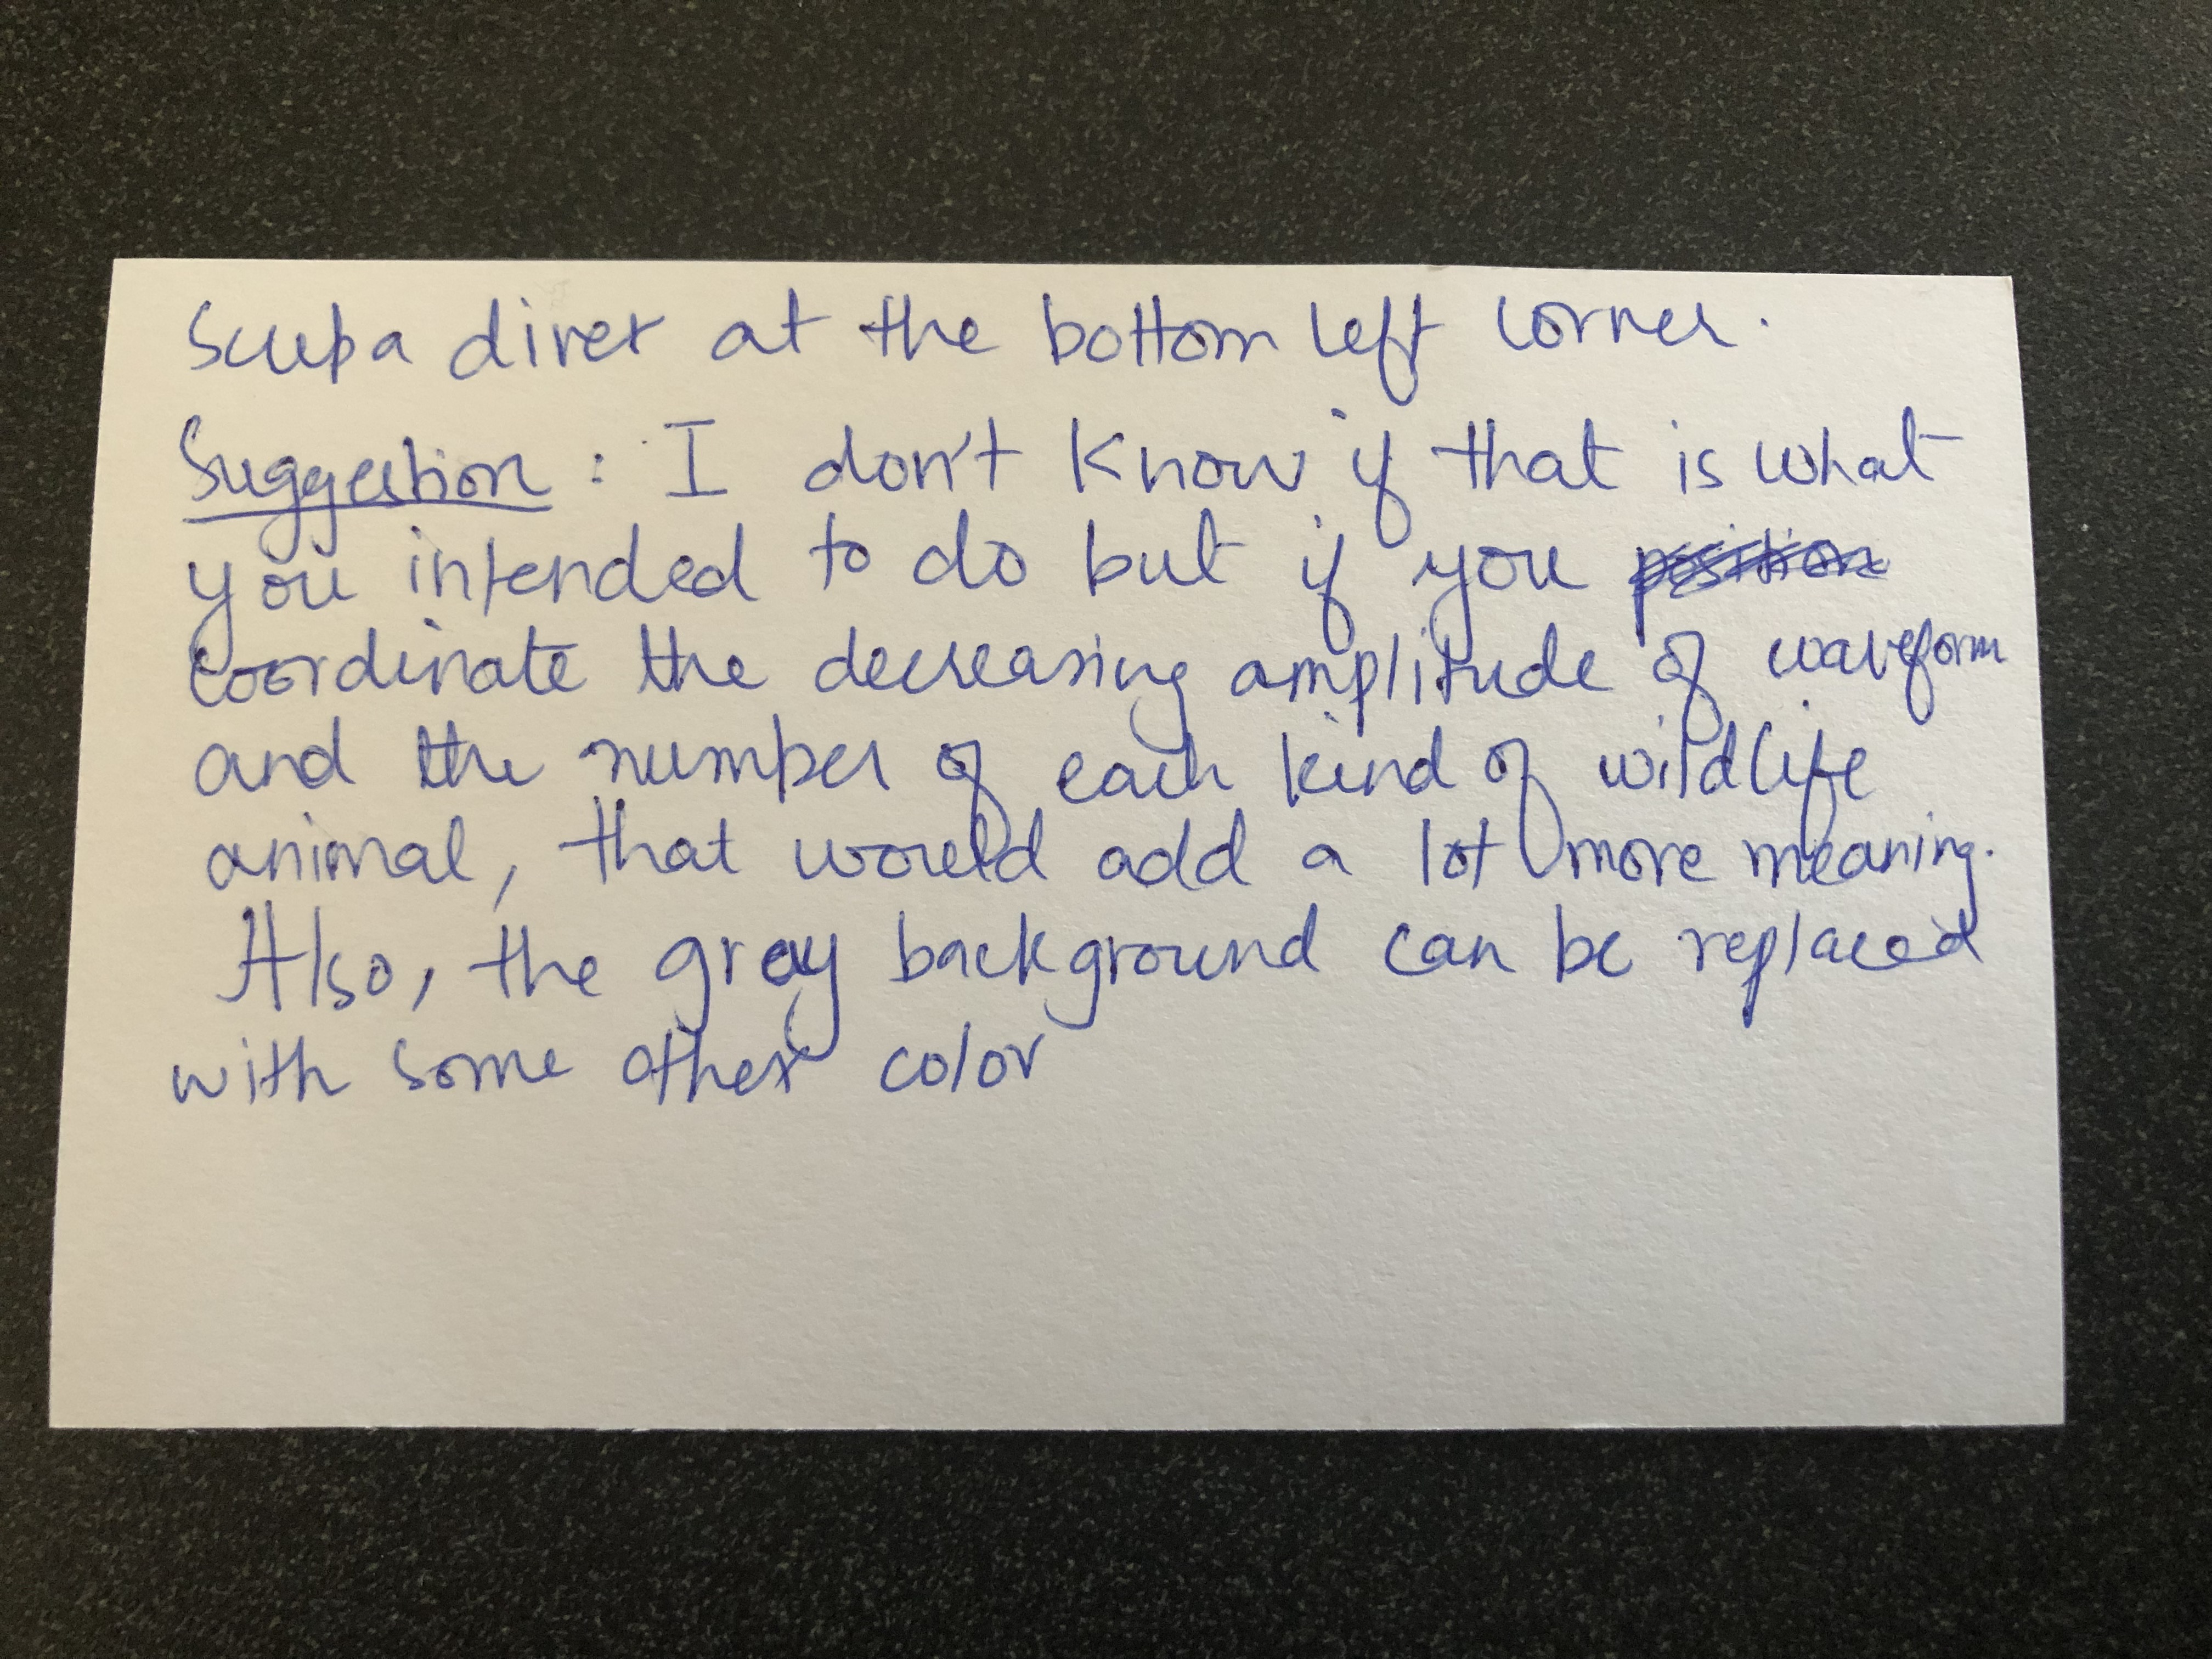 scuba diver at the bottom left corner.
Suggestion : I don't know if that is what
you intended to do but if you
coordinate the decreasing amplitude of waveform
and the number of each kind of wildlife
animal, that would add a lot more meaning.
Also, the gray background can be replaced
with some other color